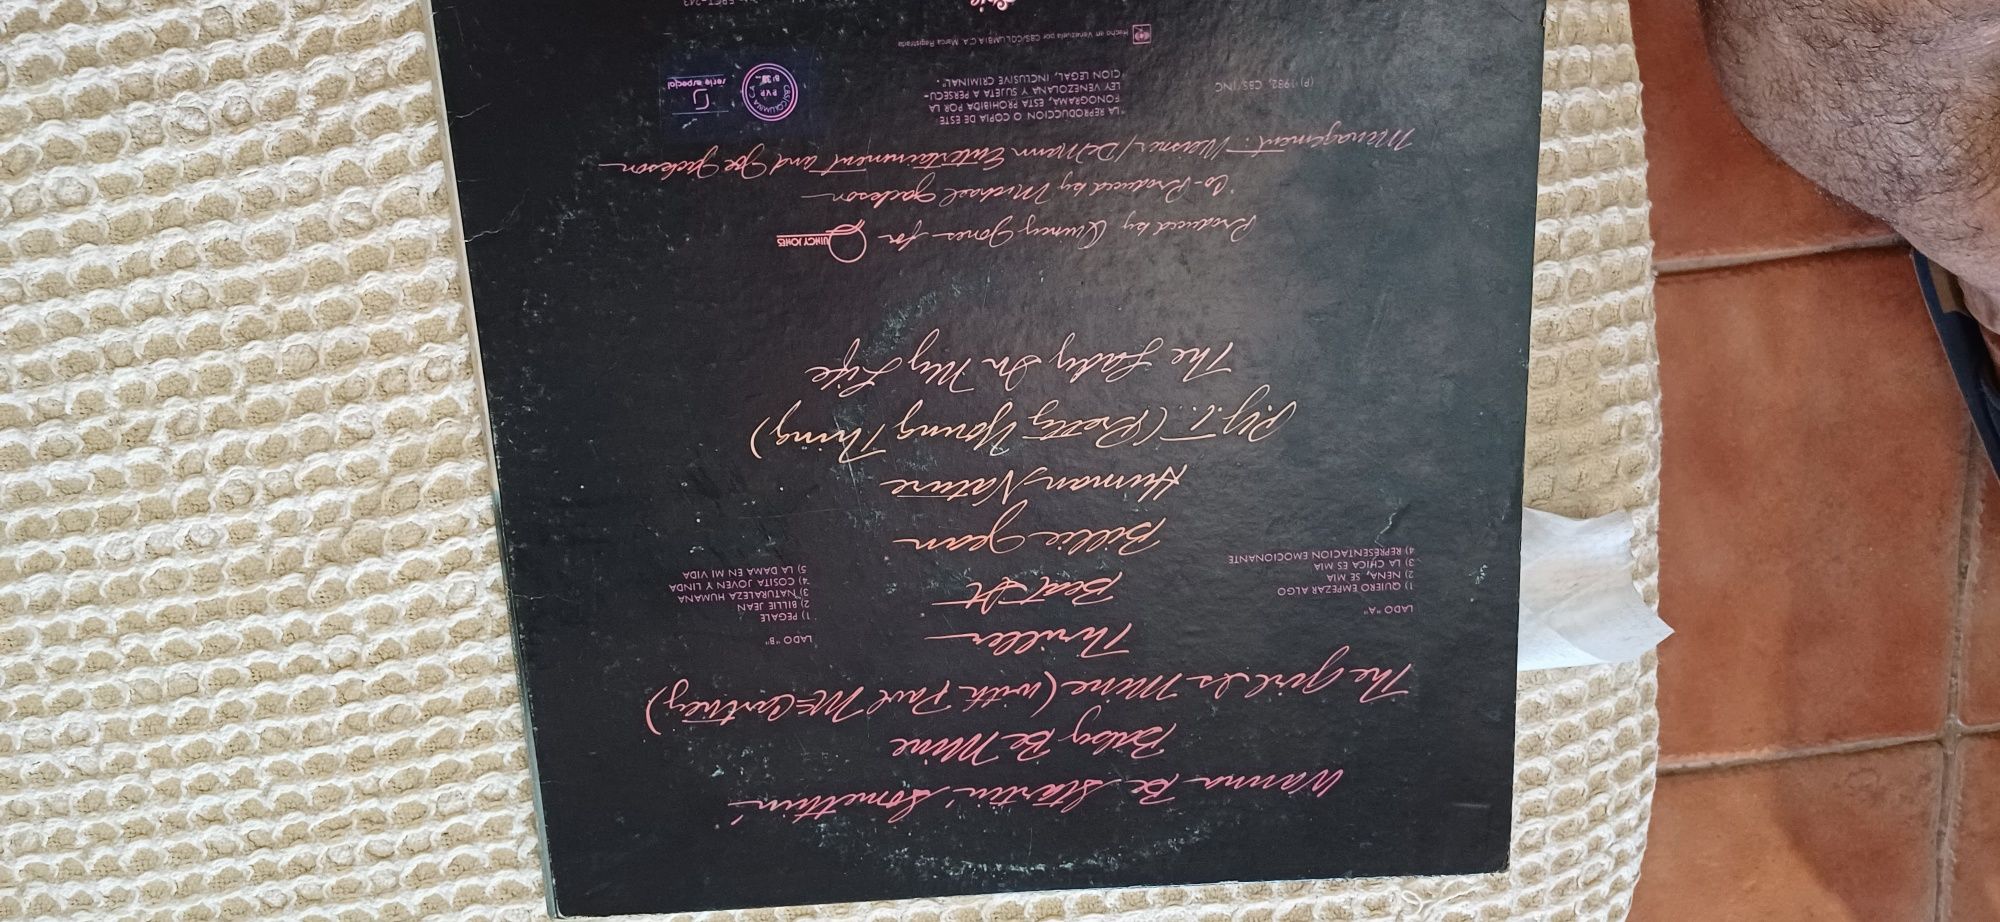 Wanna Be Startin' Somethin'
Baby Be Mine
The Girl Is Mine (with Paul McCartney)
Thriller
Beat It
Billie Jean
Human Nature
P.Y.T. (Pretty Young Thing)
The Lady In My Life
LADO "A"
1) QUIERO EMPEZAR ALGO
2) NENA, SE MIA
3) LA CHICA ES MIA
4) REPRESENTACION EMOCIONANTE
LADO "B"
1) PEGALE
2) BILLIE JEAN
3) NATURALEZA HUMANA
4) COSITA JOVEN Y LINDA
5) LA DAMA EN MI VIDA
Produced by Quincy Jones for QUINCY JONES
Co-Produced by Michael Jackson
Management: Weisner/DeMann Entertainment and Joe Jackson
(P) 1982, CBS/INC
"LA REPRODUCCION O COPIA DE ESTE
FONOGRAMA, ESTA PROHIBIDA POR LA
LEY VENEZOLANA Y SUJETA A PERSECU-
CION LEGAL, INCLUSIVE CRIMINAL".
CBS/COLUMBIA C.A.
PVP
serie especial
Hecho en Venezuela por CBS/COLUMBIA C.A. Marca Registrada